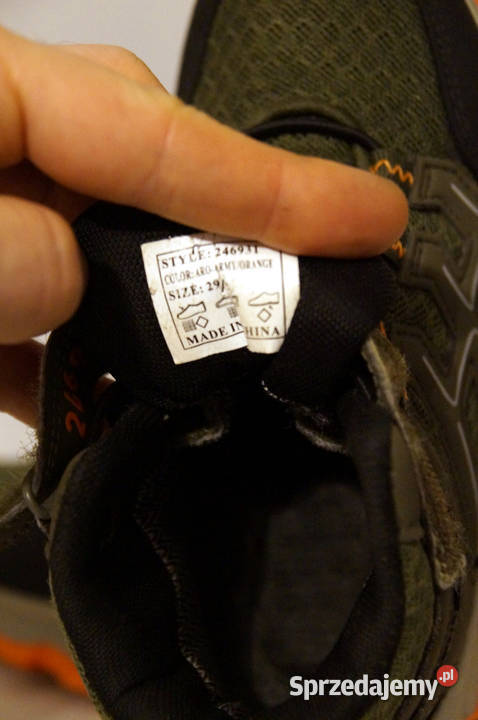 STYLE: 246931
COLOR: ARO-ARMY/ORANGE
SIZE: 29
MADE IN CHINA
Sprzedajemy.pl